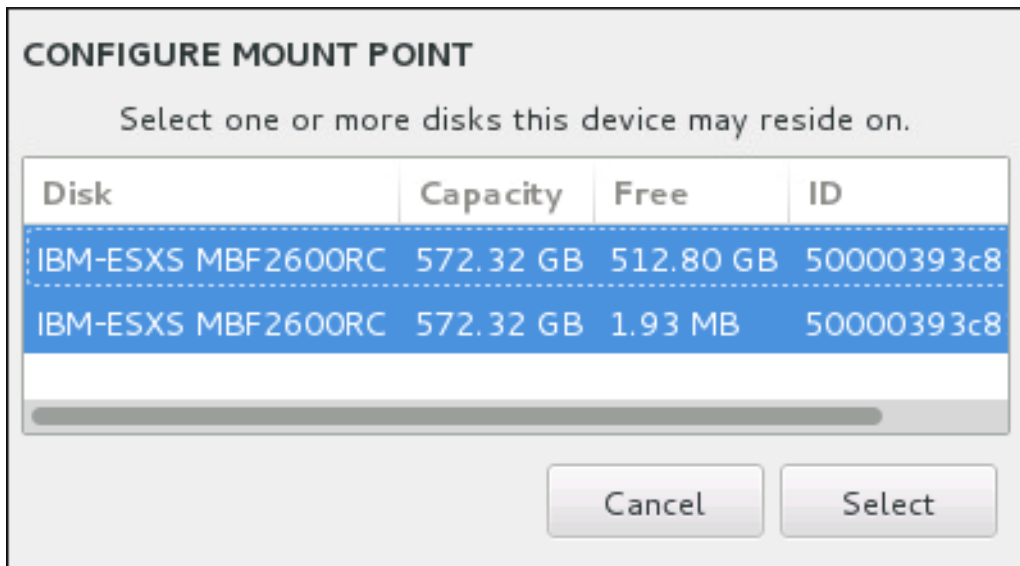 CONFIGURE MOUNT POINT
Select one or more disks this device may reside on.
Disk Capacity Free ID
IBM-ESXS MBF2600RC 572.32 GB 512.80 GB 50000393c8
IBM-ESXS MBF2600RC 572.32 GB 1.93 MB 50000393c8
Cancel Select